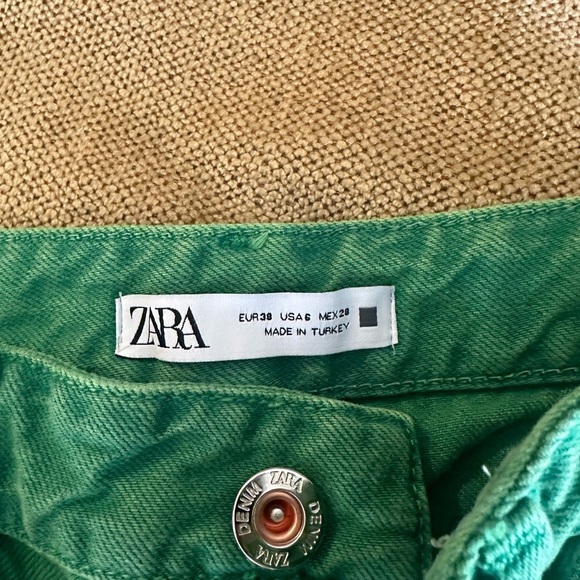 ZARA
EUR 38 USA 6 MEX 28
MADE IN TURKEY
ZARA DENIM ZARA DENIM